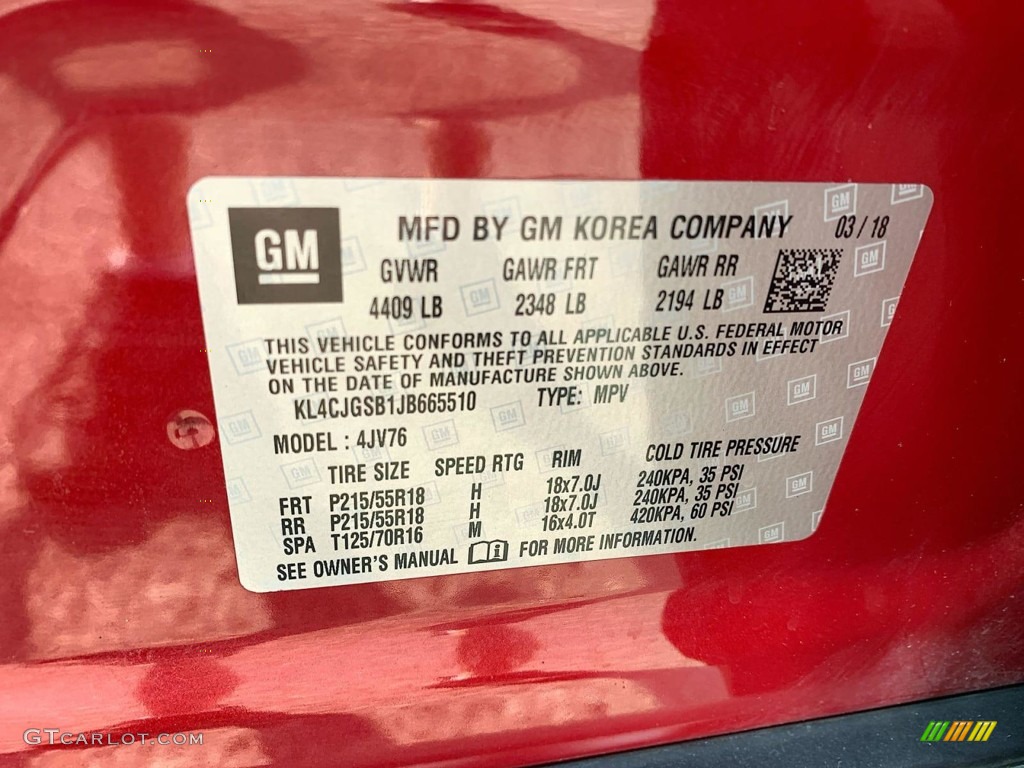 GM
MFD BY GM KOREA COMPANY 03/18
GVWR GAWR FRT GAWR RR
4409 LB 2348 LB 2194 LB
THIS VEHICLE CONFORMS TO ALL APPLICABLE U.S. FEDERAL MOTOR
VEHICLE SAFETY AND THEFT PREVENTION STANDARDS IN EFFECT
ON THE DATE OF MANUFACTURE SHOWN ABOVE.
KL4CJGSB1JB665510 TYPE: MPV
MODEL : 4JV76
TIRE SIZE SPEED RTG RIM COLD TIRE PRESSURE
FRT P215/55R18 H 18x7.0J 240KPA, 35 PSI
RR P215/55R18 H 18x7.0J 240KPA, 35 PSI
SPA T125/70R16 M 16x4.0T 420KPA, 60 PSI
SEE OWNER'S MANUAL FOR MORE INFORMATION.
GTCARLOT.COM